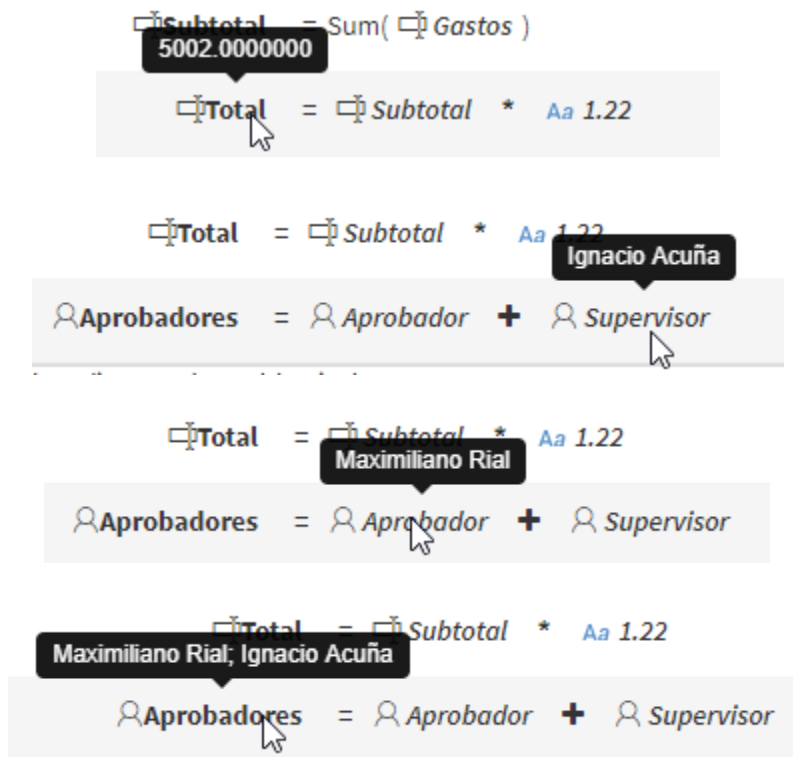 Subtotal = Sum( Gastos )
5002.0000000
Total = Subtotal * Aa 1.22
Total = Subtotal * Aa 1.22
Ignacio Acuña
Aprobadores = Aprobador + Supervisor
Total = Subtotal * Aa 1.22
Maximiliano Rial
Aprobadores = Aprobador + Supervisor
Total = Subtotal * Aa 1.22
Maximiliano Rial; Ignacio Acuña
Aprobadores = Aprobador + Supervisor